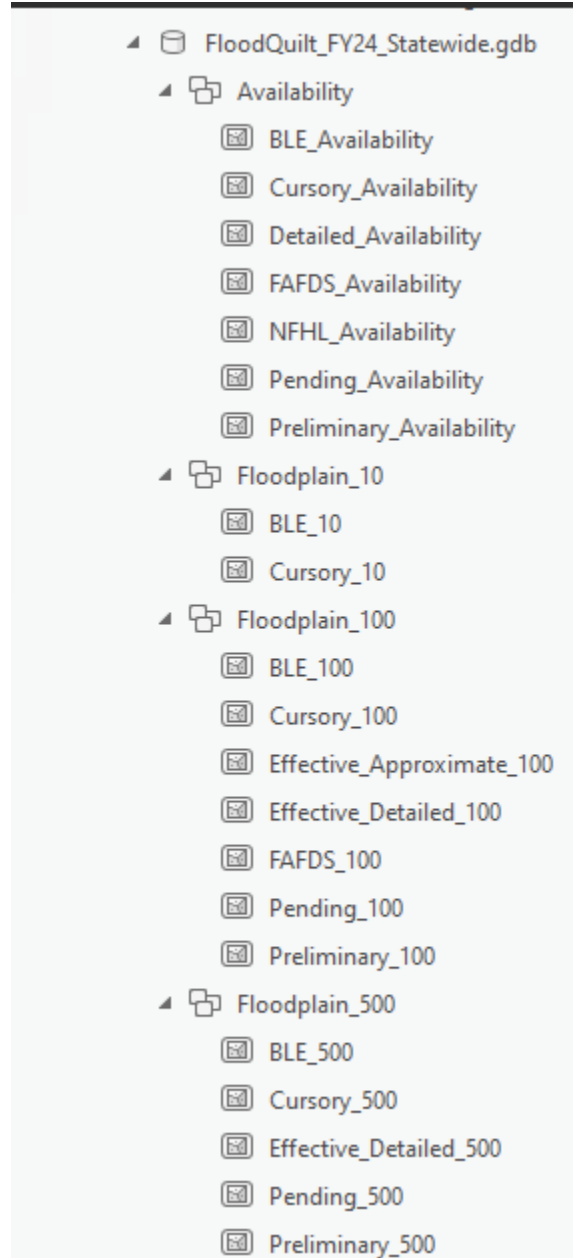 FloodQuilt_FY24_Statewide.gdb
Availability
BLE_Availability
Cursory_Availability
Detailed_Availability
FAFDS_Availability
NFHL_Availability
Pending_Availability
Preliminary_Availability
Floodplain_10
BLE_10
Cursory_10
Floodplain_100
BLE_100
Cursory_100
Effective_Approximate_100
Effective_Detailed_100
FAFDS_100
Pending_100
Preliminary_100
Floodplain_500
BLE_500
Cursory_500
Effective_Detailed_500
Pending_500
Preliminary_500